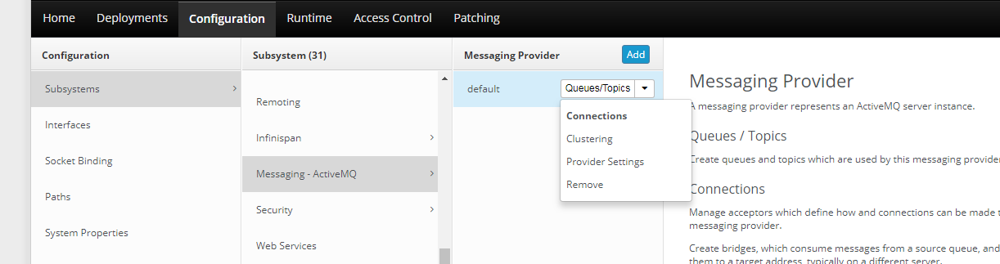 Home Deployments Configuration Runtime Access Control Patching
Configuration
Subsystems
Interfaces
Socket Binding
Paths
System Properties
Subsystem (31)
Remoting
Infinispan
Messaging - ActiveMQ
Security
Web Services
Messaging Provider Add
default Queues/Topics
Connections
Clustering
Provider Settings
Remove
Messaging Provider
A messaging provider represents an ActiveMQ server instance.
Queues / Topics
Create queues and topics which are used by this messaging provider
Connections
Manage acceptors which define how and connections can be made t
messaging provider.
Create bridges, which consume messages from a source queue, and
them to a target address, typically on a different server.